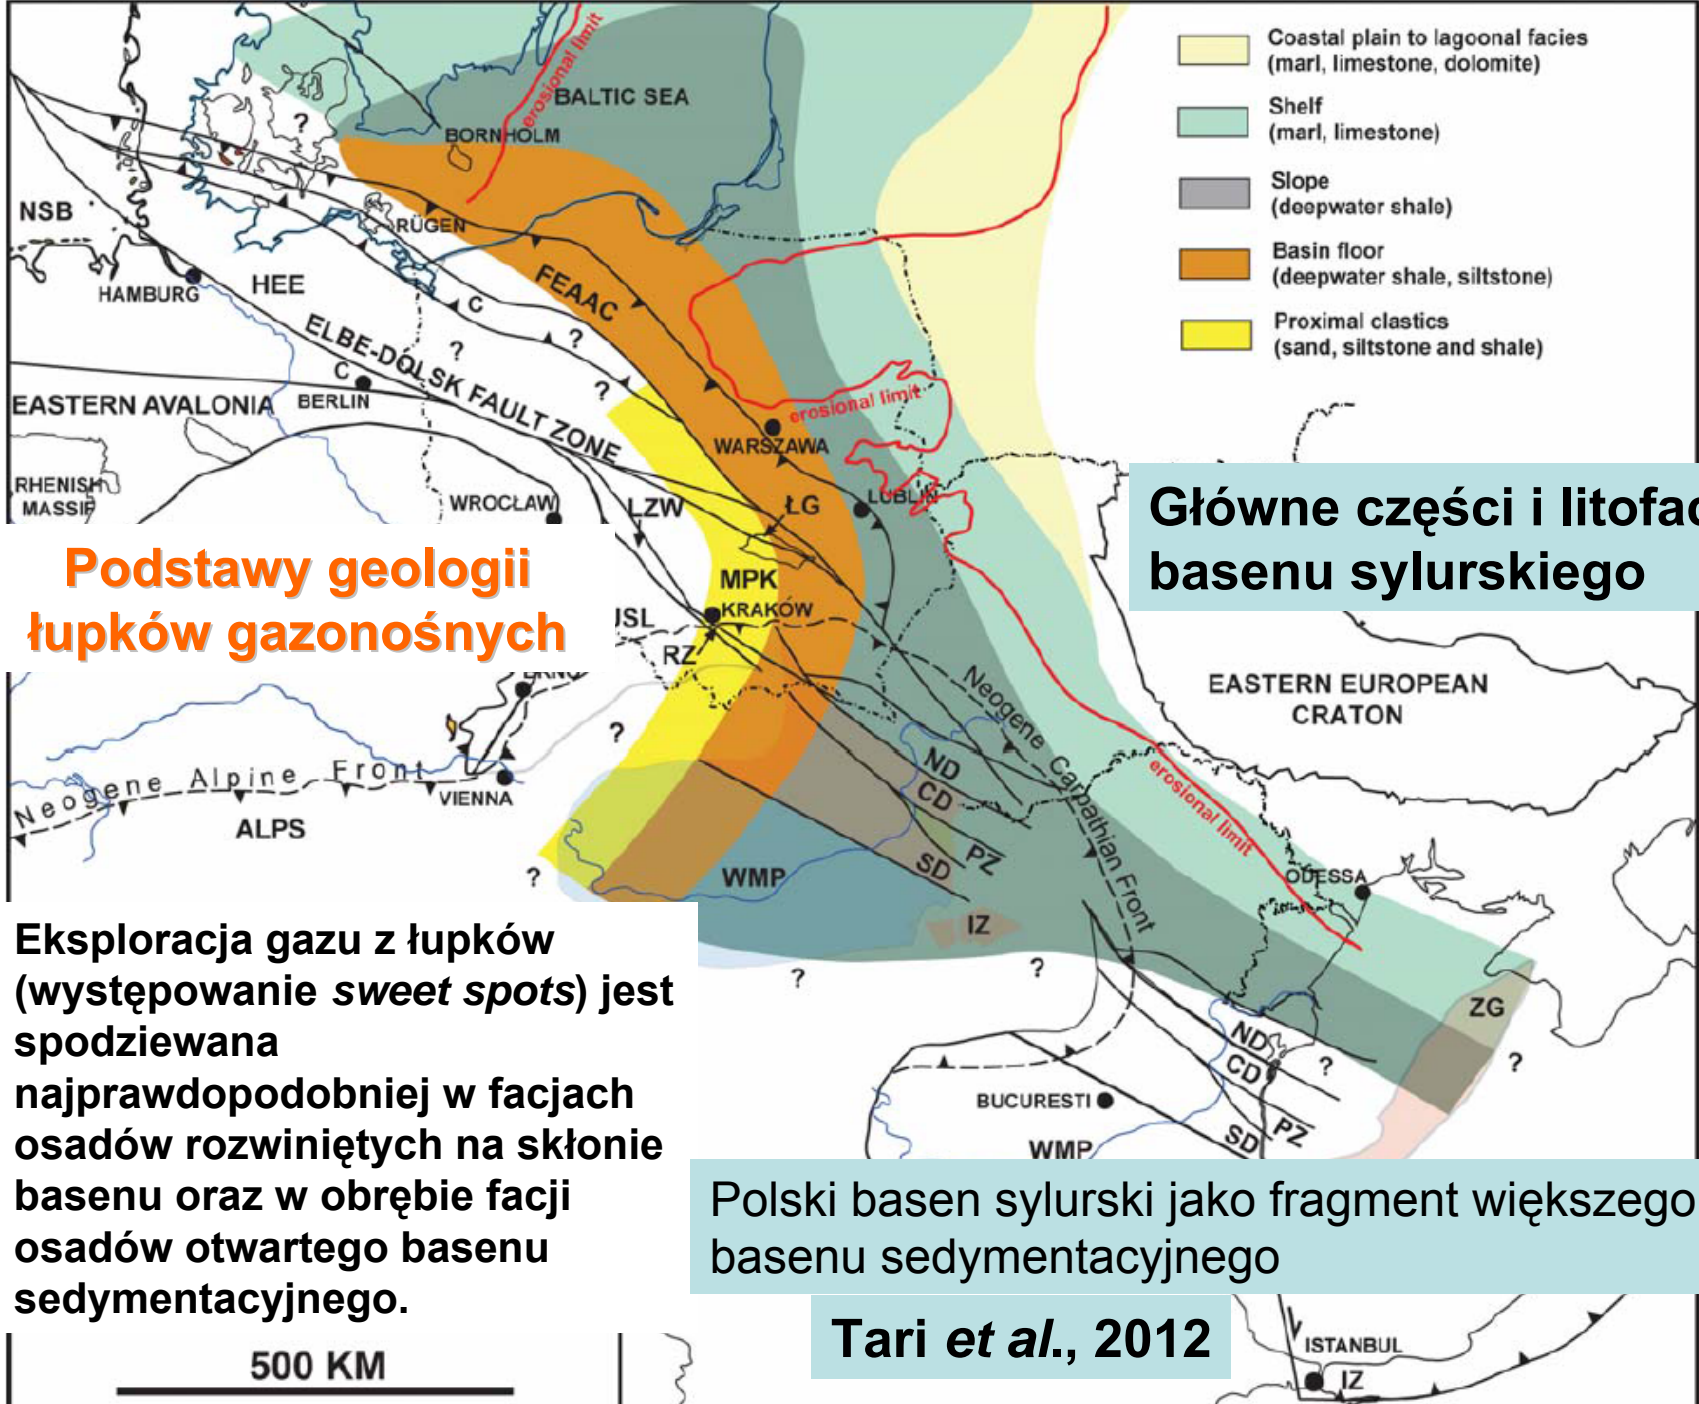 erosional limit
BALTIC SEA
BORNHOLM
?
NSB
RÜGEN
HAMBURG
HEE
FEAAC
C
?
?
ELBE-DOLSK FAULT ZONE
C
BERLIN
?
EASTERN AVALONIA
erosional limit
WARSZAWA
RHENISH
MASSIF
WROCŁAW
LZW
ŁG
LUBLIN
Coastal plain to lagoonal facies
(marl, limestone, dolomite)
Shelf
(marl, limestone)
Slope
(deepwater shale)
Basin floor
(deepwater shale, siltstone)
Proximal clastics
(sand, siltstone and shale)
Główne części i litofac
basenu sylurskiego
Podstawy geologii
łupków gazonośnych
MPK
KRAKÓW
USL
RZ
BRNO
?
Neogene Carpathian Front
EASTERN EUROPEAN
CRATON
Neogene Alpine Front
VIENNA
ALPS
ND
CD
PŻ
SD
erosional limit
ODESSA
?
WMP
IZ
?
?
ZG
?
ND
CD
?
PŻ
SD
BUCURESTI
WMP
Eksploracja gazu z łupków
(występowanie sweet spots) jest
spodziewana
najprawdopodobniej w facjach
osadów rozwiniętych na skłonie
basenu oraz w obrębie facji
osadów otwartego basenu
sedymentacyjnego.
Polski basen sylurski jako fragment większego
basenu sedymentacyjnego
Tari et al., 2012
500 KM
ISTANBUL
IZ